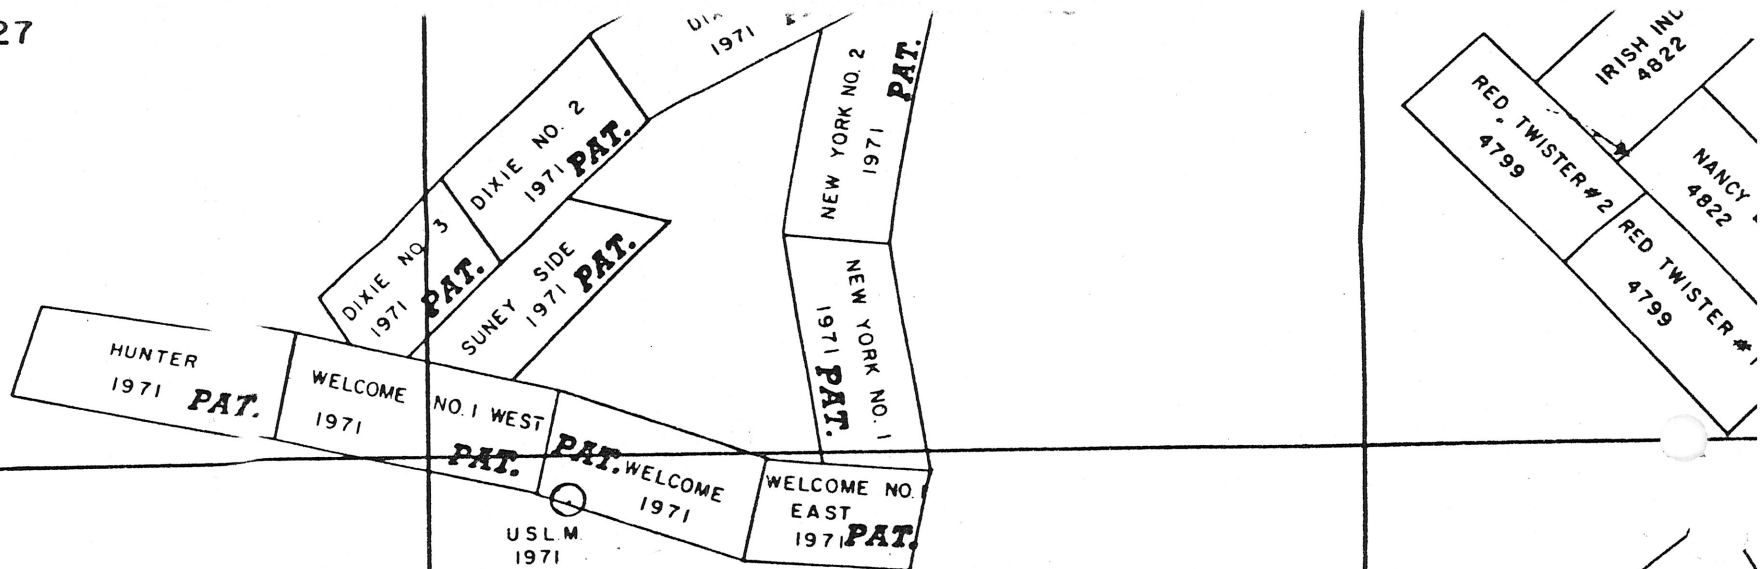 27
1971
DIXIE NO. 2
1971 PAT.
DIXIE NO. 3
1971 PAT.
SUNEY SIDE
1971 PAT.
NEW YORK NO. 2
1971 PAT.
NEW YORK NO. 1
1971 PAT.
HUNTER
1971 PAT.
WELCOME NO. 1 WEST
1971 PAT.
PAT. WELCOME
1971
WELCOME NO.
EAST
1971 PAT.
U.S.L.M.
1971
IRISH
4822
RED TWISTER #2
4799
NANCY
4822
RED TWISTER #1
4799